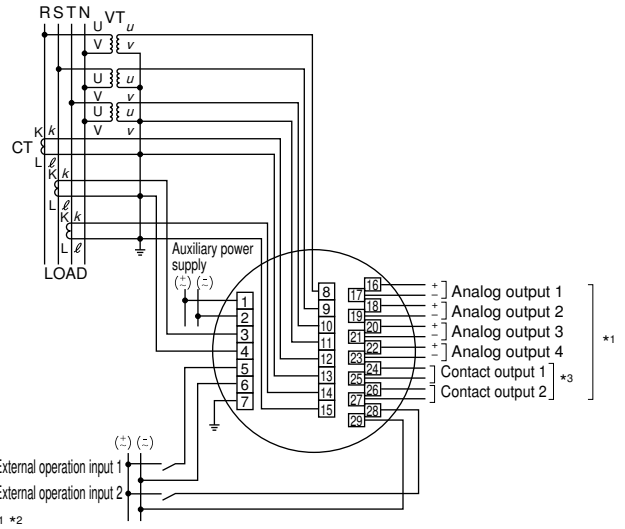 R S T N
VT
U u
V v
U u
V v
U u
V v
K k
CT
L ℓ
K k
L ℓ
K k
L ℓ
LOAD
Auxiliary power
supply
(+ ~) (- ~)
1
2
3
4
5
6
7
8
9
10
11
12
13
14
15
16
17
18
19
20
21
22
23
24
25
26
27
28
29
+ − Analog output 1
+ − Analog output 2
+ − Analog output 3
+ − Analog output 4
Contact output 1
Contact output 2
*3
*1
(+ ~) (- ~)
External operation input 1
External operation input 2
*2